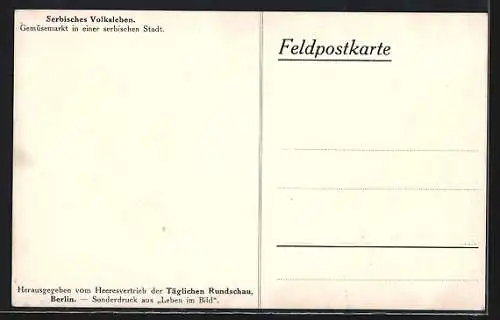 Serbisches Volksleben.
Gemüsemarkt in einer serbischen Stadt.
Feldpostkarte
Herausgegeben vom Heeresvertrieb der Täglichen Rundschau,
Berlin. — Sonderdruck aus „Leben im Bild".